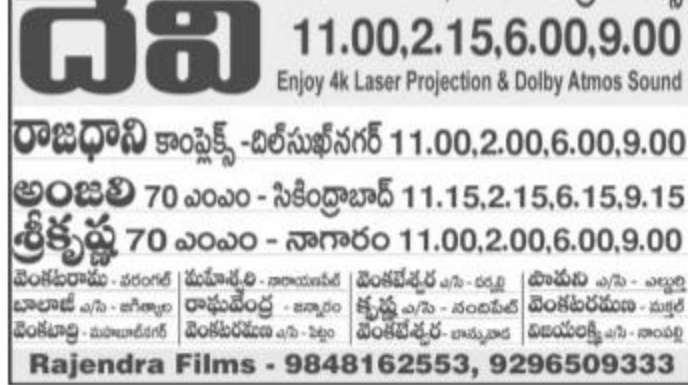 దేవి
11.00,2.15,6.00,9.00
Enjoy 4k Laser Projection & Dolby Atmos Sound
రాజధాని కాంప్లెక్స్ -దిల్‌సుఖ్‌నగర్ 11.00,2.00,6.00,9.00
అంజలి 70 ఎంఎం - సికింద్రాబాద్ 11.15,2.15,6.15,9.15
శ్రీకృష్ణ 70 ఎంఎం - నాగారం 11.00,2.00,6.00,9.00
వెంకటరామ - వరంగల్ మహేశ్వరి - నారాయణపేట్ వెంకటేశ్వర ఎ/సి - ఎ/సి -
బాలాజీ ఎ/సి - జగిత్యాల రాఘవేంద్ర - జన్నారం కృష్ణ ఎ/సి - నందిపేట్ వెంకటరమణ - మక్తల్
వెంకటాద్రి - మహబూబ్‌నగర్ వెంకటరమణ ఎ/సి - పిట్లం వెంకటేశ్వర- బాన్సువాడ విజయలక్ష్మి ఎ/సి - నాంపల్లి
Rajendra Films - 9848162553, 9296509333